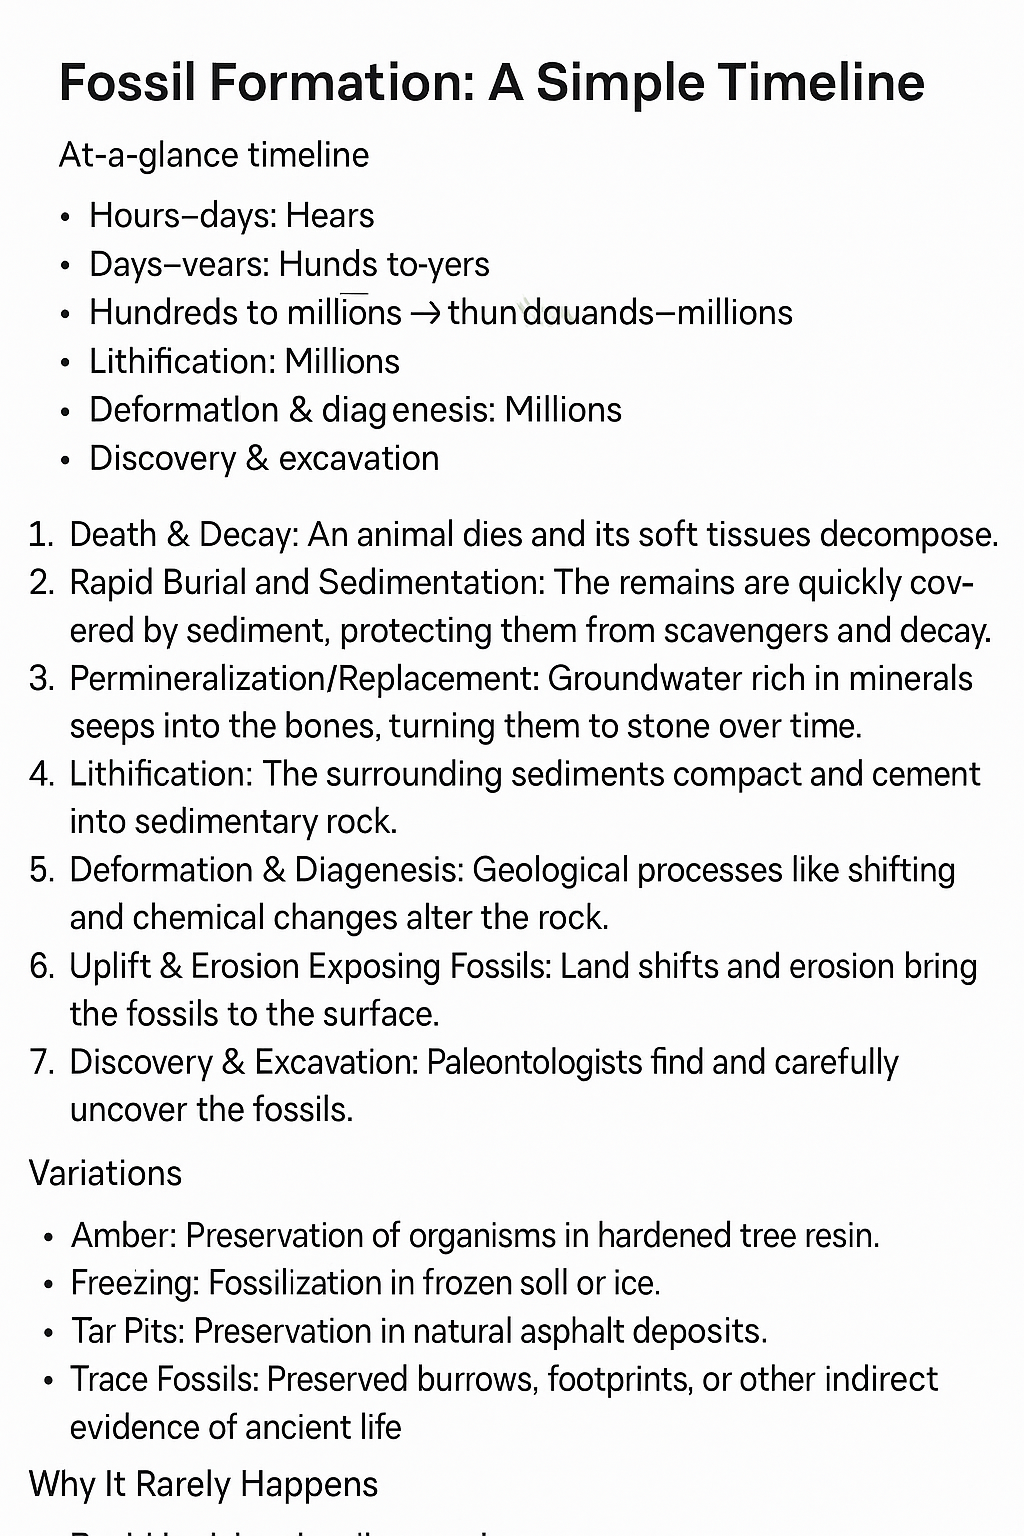 Fossil Formation: A Simple Timeline
At-a-glance timeline
• Hours–days: Hears
• Days–vears: Hunds to-yers
• Hundreds to millions → thundquands–millions
• Lithification: Millions
• Deformatlon & diagenesis: Millions
• Discovery & excavation
1. Death & Decay: An animal dies and its soft tissues decompose.
2. Rapid Burial and Sedimentation: The remains are quickly cov-
ered by sediment, protecting them from scavengers and decay.
3. Permineralization/Replacement: Groundwater rich in minerals
seeps into the bones, turning them to stone over time.
4. Lithification: The surrounding sediments compact and cement
into sedimentary rock.
5. Deformation & Diagenesis: Geological processes like shifting
and chemical changes alter the rock.
6. Uplift & Erosion Exposing Fossils: Land shifts and erosion bring
the fossils to the surface.
7. Discovery & Excavation: Paleontologists find and carefully
uncover the fossils.
Variations
• Amber: Preservation of organisms in hardened tree resin.
• Freezing: Fossilization in frozen soll or ice.
• Tar Pits: Preservation in natural asphalt deposits.
• Trace Fossils: Preserved burrows, footprints, or other indirect
evidence of ancient life
Why It Rarely Happens